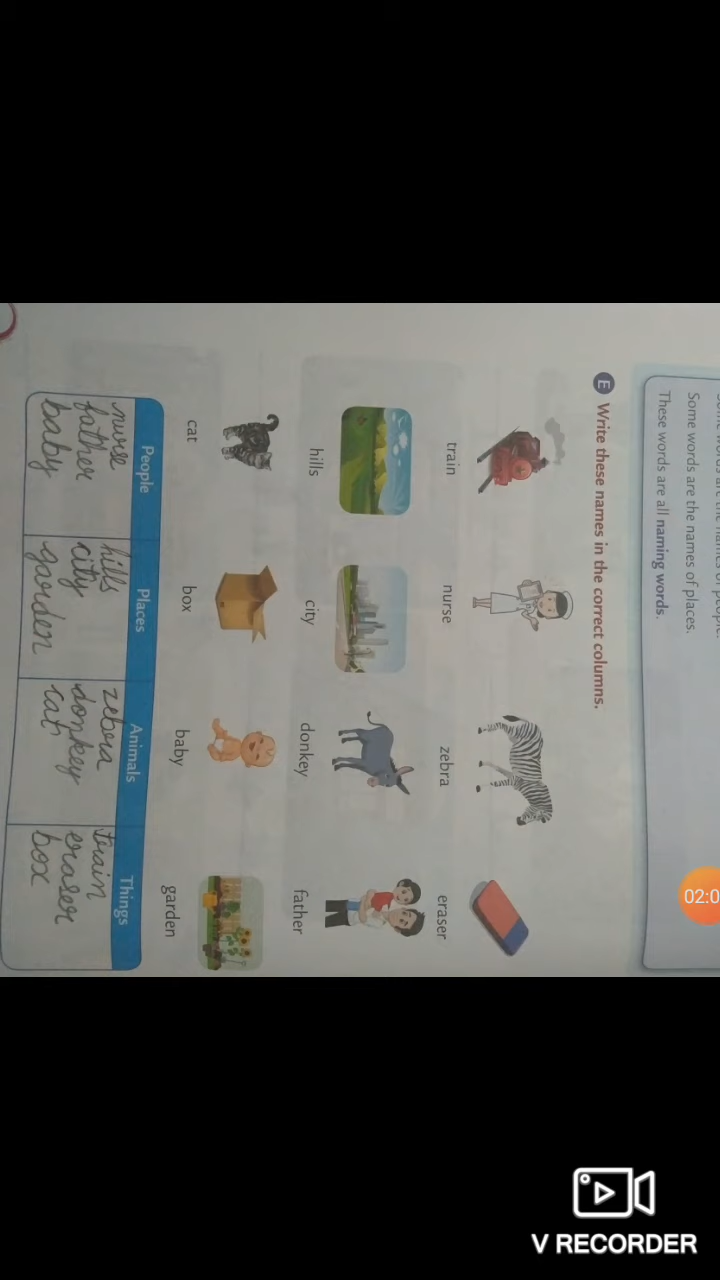 Some words are the names of places.
These words are all naming words.
E Write these names in the correct columns.
train nurse zebra eraser
hills city donkey father
cat box baby garden
People Places Animals Things
nurse hills zebra train
father city donkey eraser
baby garden cat box
02:0
V RECORDER